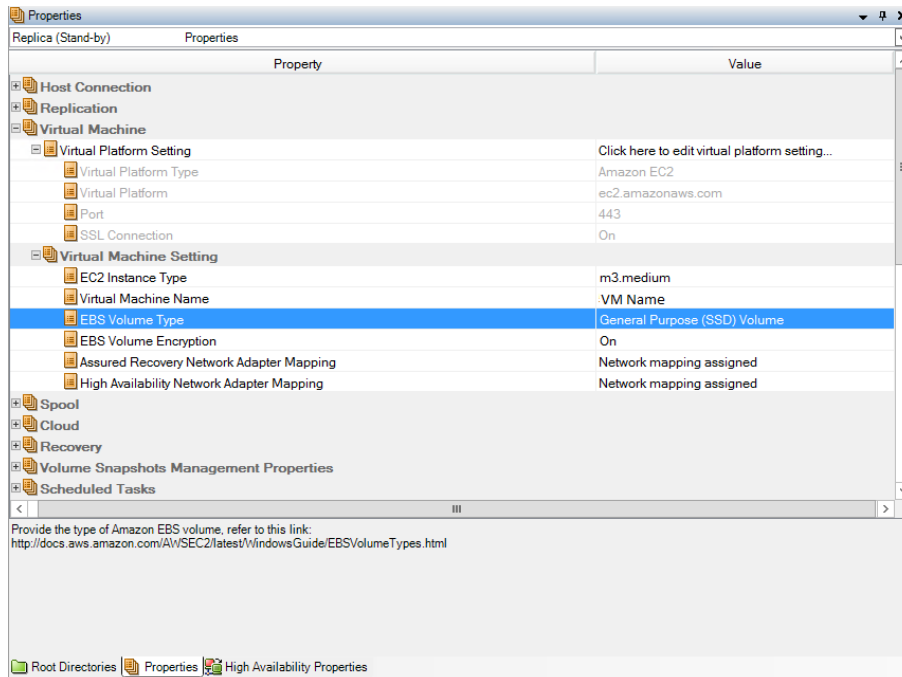 Properties
Replica (Stand-by) Properties
Property Value
Host Connection
Replication
Virtual Machine
Virtual Platform Setting Click here to edit virtual platform setting...
Virtual Platform Type Amazon EC2
Virtual Platform ec2.amazonaws.com
Port 443
SSL Connection On
Virtual Machine Setting
EC2 Instance Type m3.medium
Virtual Machine Name VM Name
EBS Volume Type General Purpose (SSD) Volume
EBS Volume Encryption On
Assured Recovery Network Adapter Mapping Network mapping assigned
High Availability Network Adapter Mapping Network mapping assigned
Spool
Cloud
Recovery
Volume Snapshots Management Properties
Scheduled Tasks
Provide the type of Amazon EBS volume, refer to this link:
http://docs.aws.amazon.com/AWSEC2/latest/WindowsGuide/EBSVolumeTypes.html
Root Directories Properties High Availability Properties